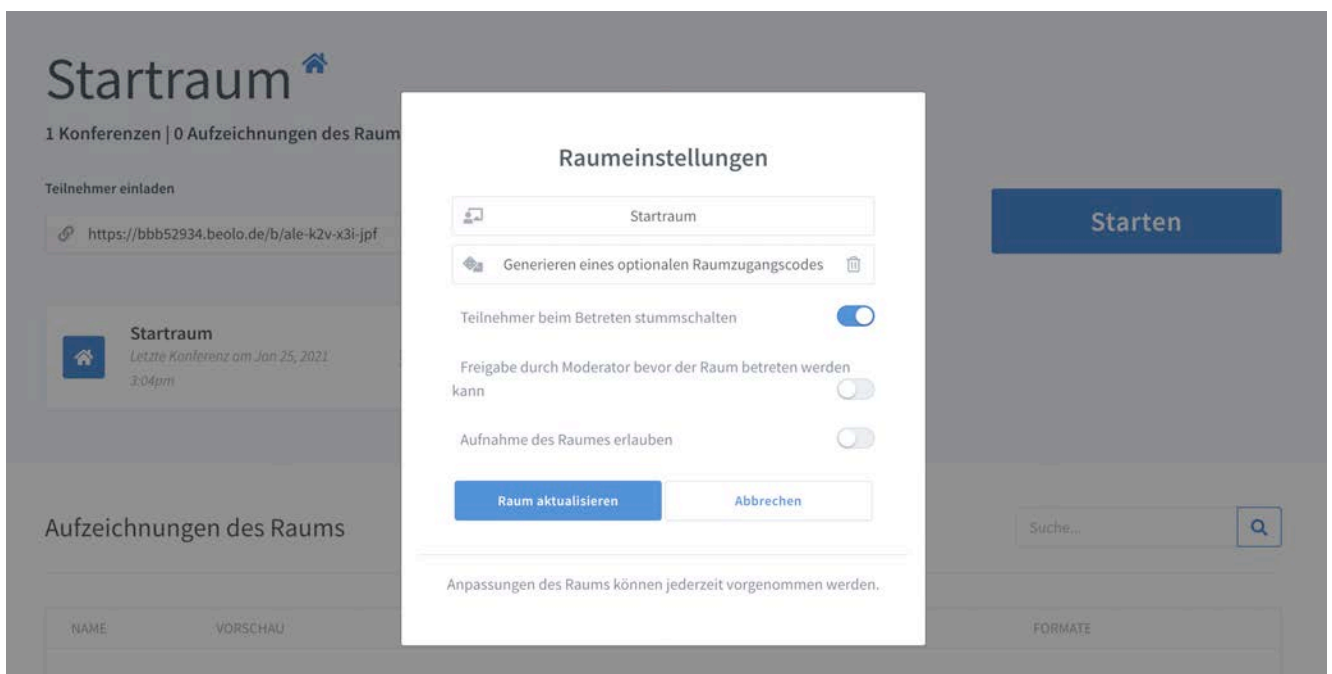 Startraum
1 Konferenzen | 0 Aufzeichnungen des Raum
Teilnehmer einladen
https://bbb52934.beolo.de/b/ale-k2v-x3i-jpf
Starten
Startraum
Letzte Konferenz am Jan 25, 2021
3:04pm
Raumeinstellungen
Startraum
Generieren eines optionalen Raumzugangscodes
Teilnehmer beim Betreten stummschalten
Freigabe durch Moderator bevor der Raum betreten werden
kann
Aufnahme des Raumes erlauben
Raum aktualisieren
Abbrechen
Anpassungen des Raums können jederzeit vorgenommen werden.
Aufzeichnungen des Raums
Suche...
NAME
VORSCHAU
FORMATE